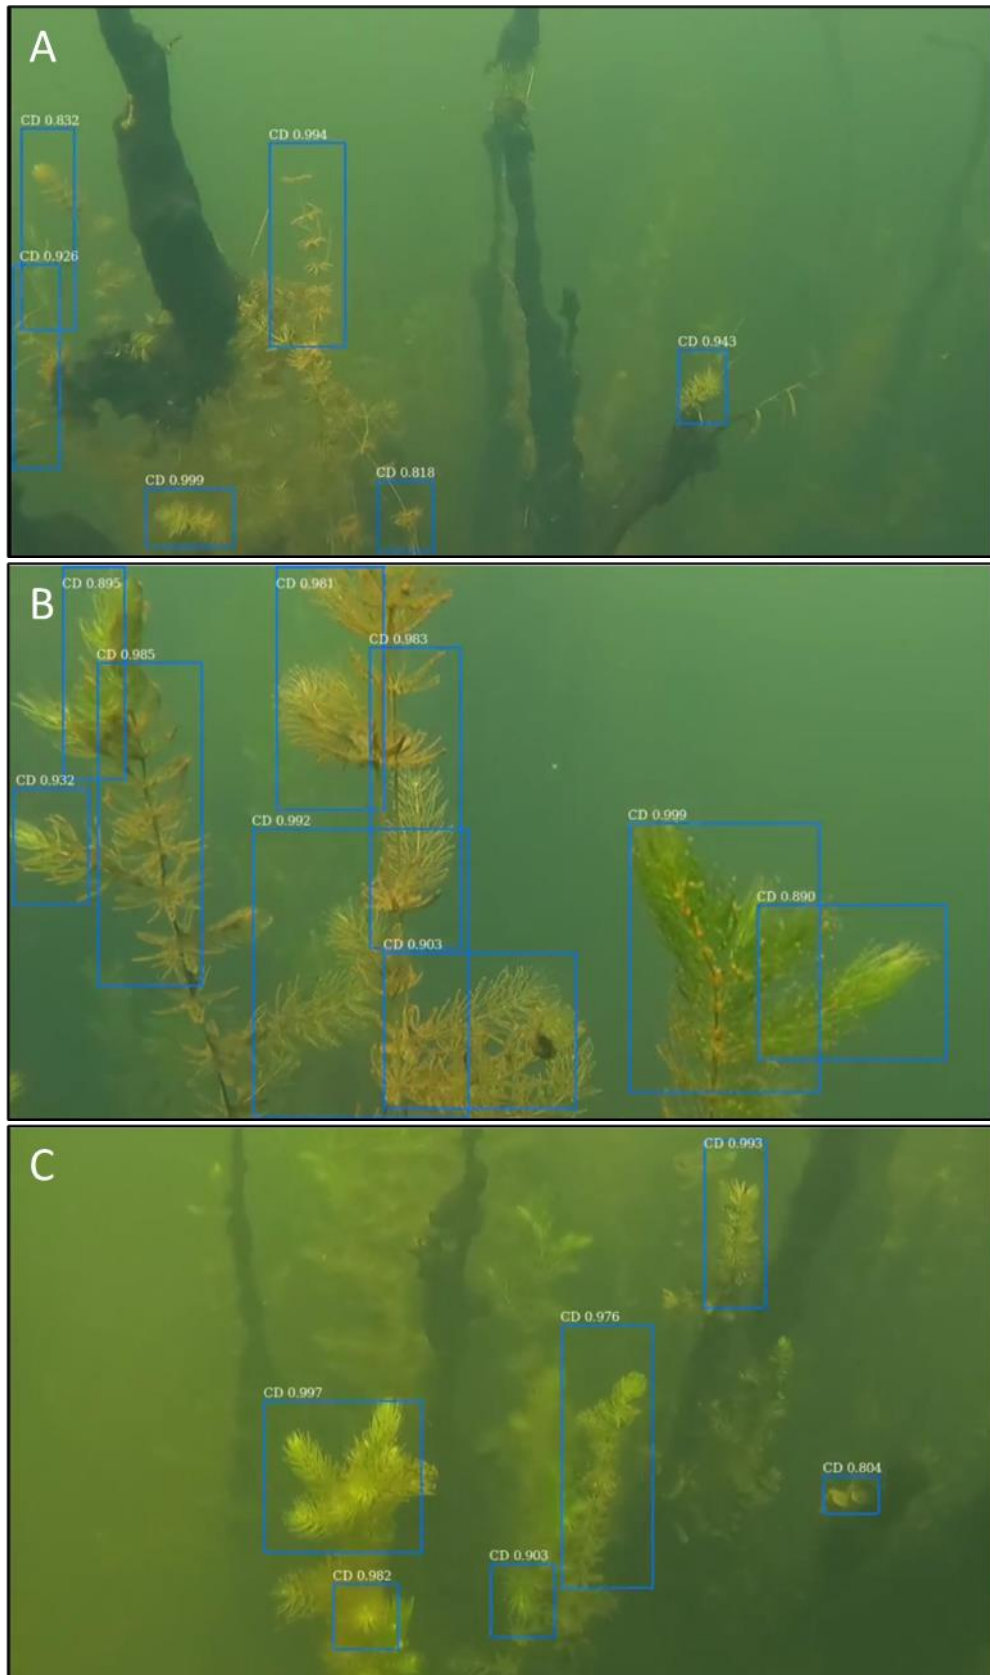 A
CD 0.832
CD 0.994
CD 0.926
CD 0.943
CD 0.999
CD 0.818
B
CD 0.895
CD 0.981
CD 0.983
CD 0.985
CD 0.932
CD 0.992
CD 0.999
CD 0.890
CD 0.903
C
CD 0.993
CD 0.976
CD 0.997
CD 0.804
CD 0.903
CD 0.982